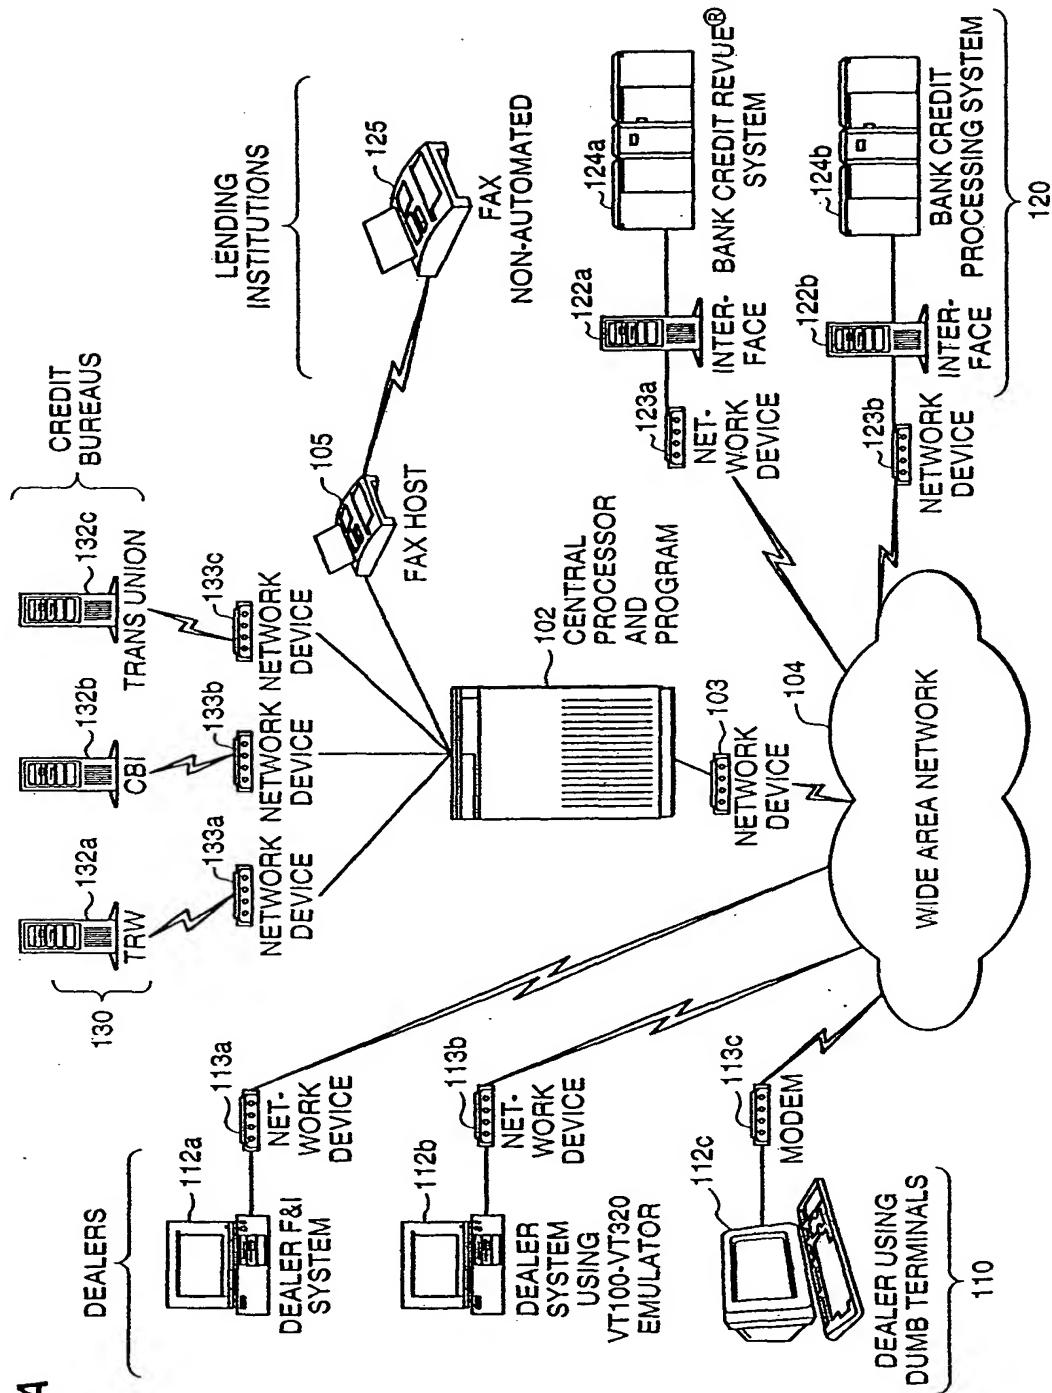 DEALERS
112a
113a
DEALER F&I
SYSTEM
NET-
WORK
DEVICE
112b
113b
DEALER
SYSTEM
USING
VT100-VT320
EMULATOR
NET-
WORK
DEVICE
112c
113c
MODEM
DEALER USING
DUMB TERMINALS
110
CREDIT
BUREAUS
130
132a
TRW
132b
CBI
132c
TRANS UNION
133a
NETWORK
DEVICE
133b
NETWORK
DEVICE
133c
NETWORK
DEVICE
105
FAX HOST
102
CENTRAL
PROCESSOR
AND
PROGRAM
103
NETWORK
DEVICE
104
WIDE AREA NETWORK
LENDING
INSTITUTIONS
125
FAX
NON-AUTOMATED
123a
NET-
WORK
DEVICE
122a
INTER-
FACE
124a
BANK CREDIT REVUE®
SYSTEM
123b
NETWORK
DEVICE
122b
INTER-
FACE
124b
BANK CREDIT
PROCESSING SYSTEM
120